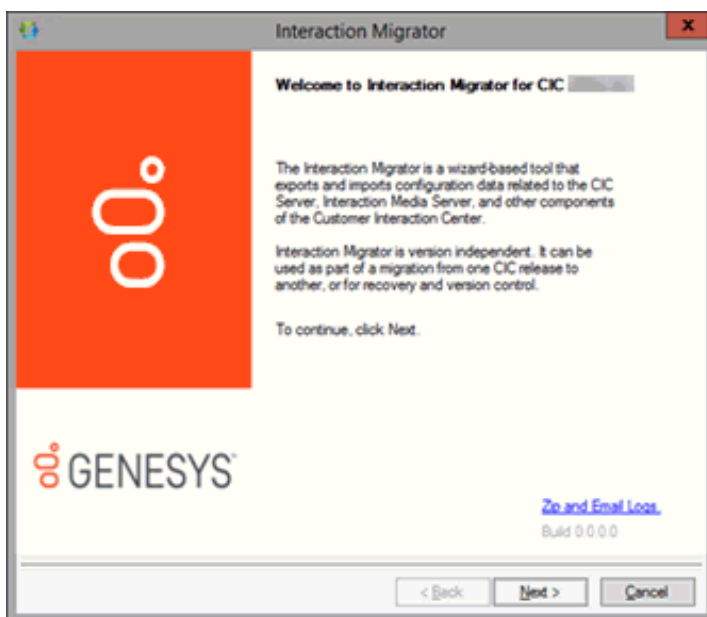 Interaction Migrator
x
Welcome to Interaction Migrator for CIC
The Interaction Migrator is a wizard-based tool that
exports and imports configuration data related to the CIC
Server, Interaction Media Server, and other components
of the Customer Interaction Center.
Interaction Migrator is version independent. It can be
used as part of a migration from one CIC release to
another, or for recovery and version control.
To continue, click Next.
GENESYS™
Zip and Email Logs.
Build 0.0.0.0
< Back
Next >
Cancel